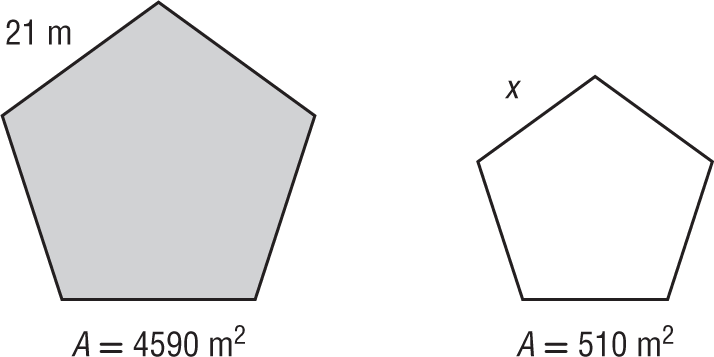 21 m
x
A = 4590 m²
A = 510 m²